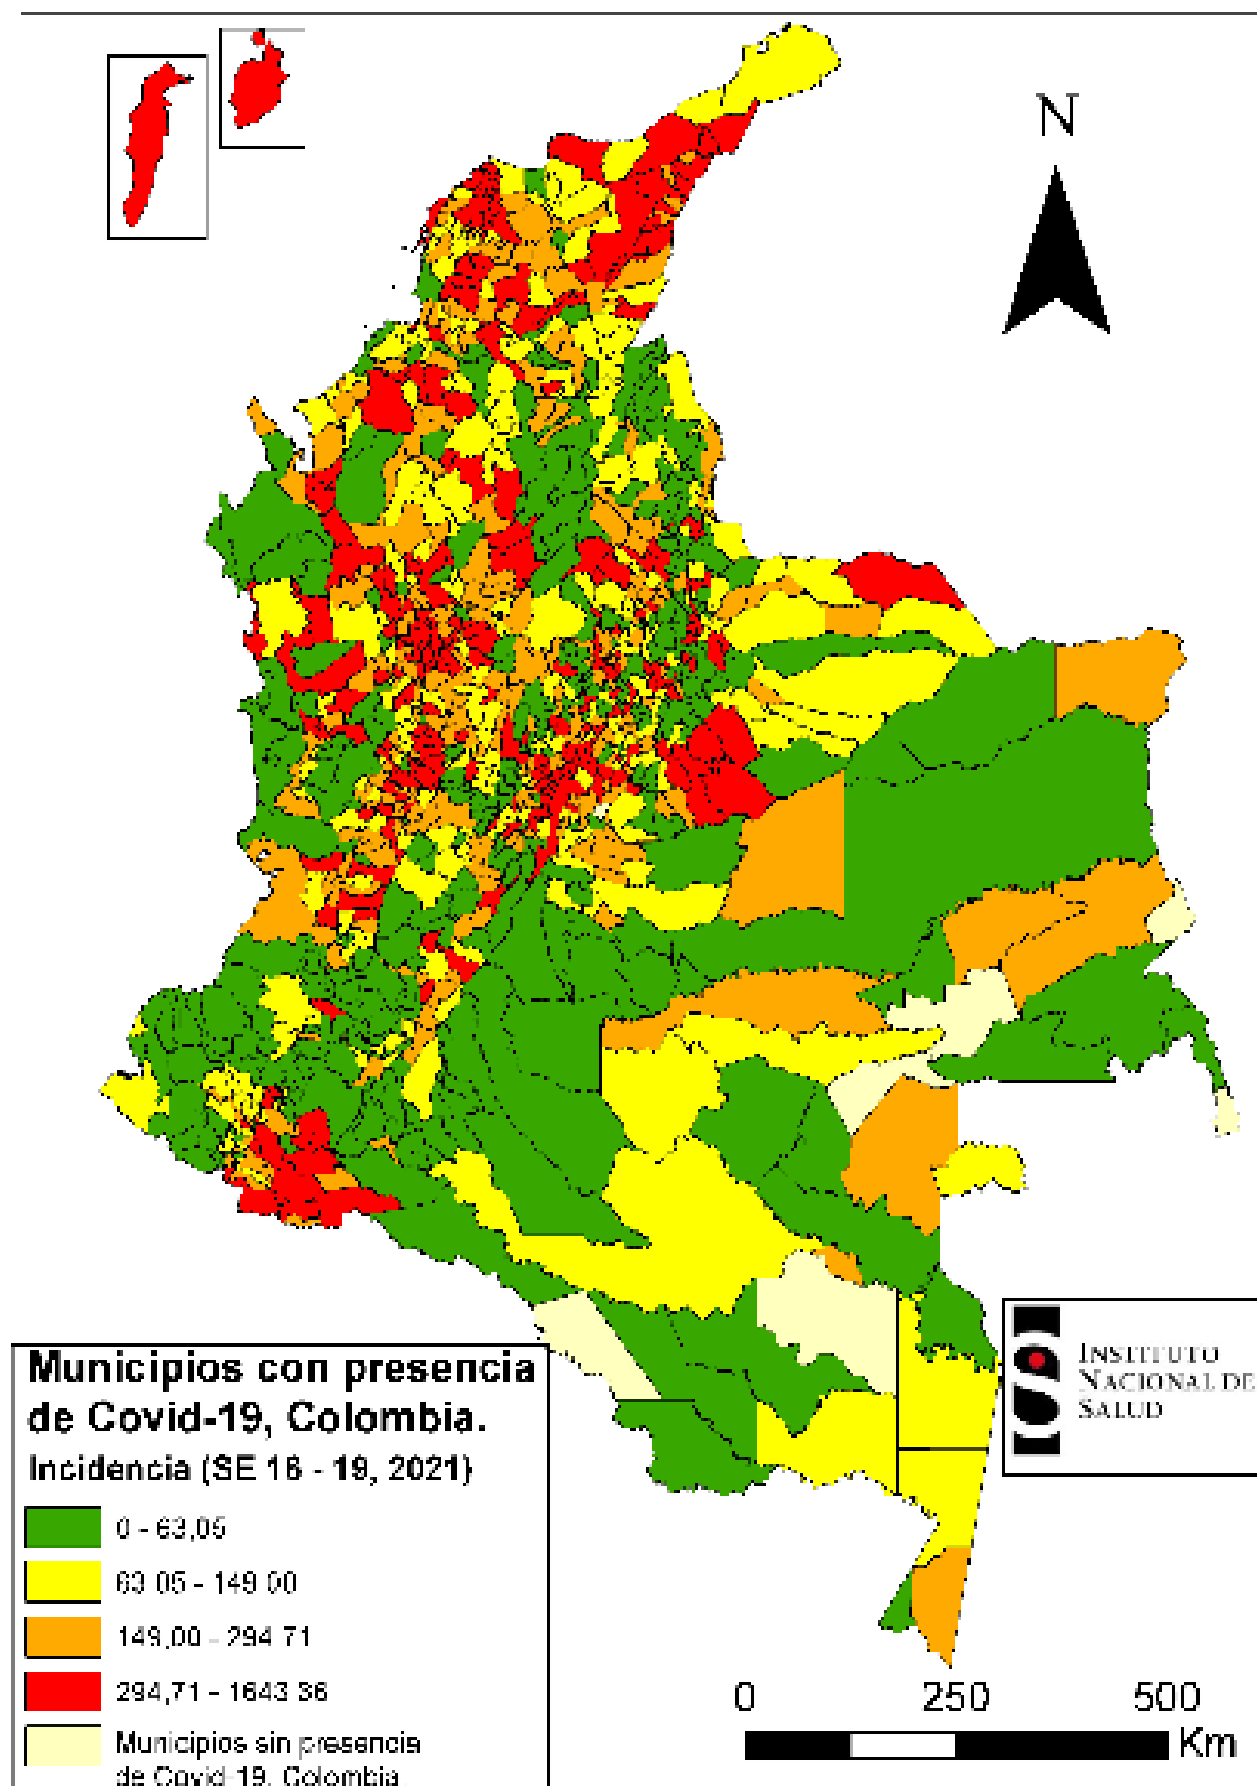 N
INSTITUTO
NACIONAL DE
SALUD
Municipios con presencia
de Covid-19, Colombia.
Incidencia (SE 16 - 19, 2021)
0 - 63,05
63 05 - 149 00
149,00 - 294 71
294,71 - 1643 36
Municipios sin presencia
de Covid-19, Colombia
0 250 500
Km